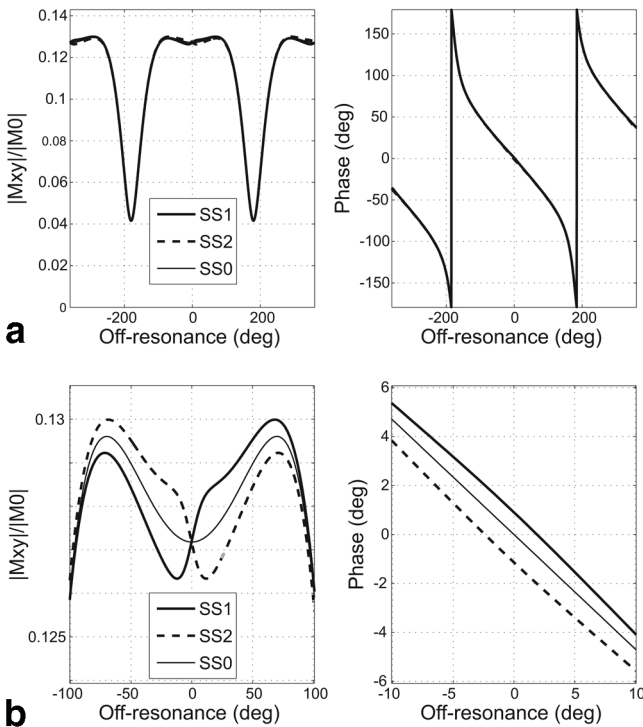 0.14
0.12
0.1
0.08
0.06
0.04
0.02
0
|Mxy|/|M0|
SS1
SS2
SS0
-200 0 200
Off-resonance (deg)
150
100
50
0
-50
-100
-150
Phase (deg)
-200 0 200
Off-resonance (deg)
a
0.13
0.125
|Mxy|/|M0|
SS1
SS2
SS0
-100 -50 0 50 100
Off-resonance (deg)
6
4
2
0
-2
-4
-6
Phase (deg)
-10 -5 0 5 10
Off-resonance (deg)
b